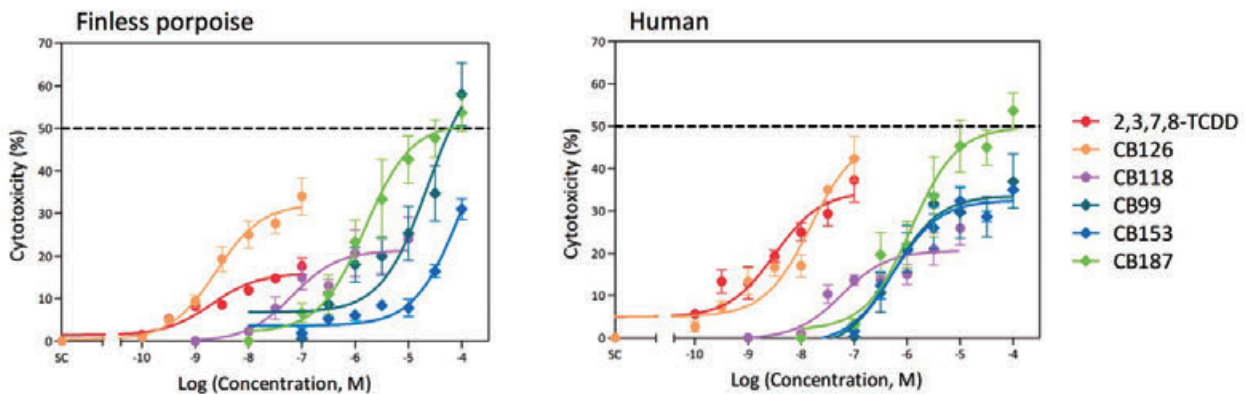 Finless porpoise
Human
70
60
50
40
30
20
10
0
Cytotoxicity (%)
SC
-10
-9
-8
-7
-6
-5
-4
Log (Concentration, M)
70
60
50
40
30
20
10
0
Cytotoxicity (%)
SC
-10
-9
-8
-7
-6
-5
-4
Log (Concentration, M)
2,3,7,8-TCDD
CB126
CB118
CB99
CB153
CB187